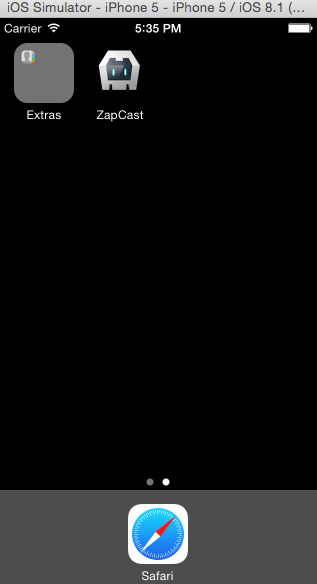 iOS Simulator - iPhone 5 - iPhone 5 / iOS 8.1 (...
Carrier 5:35 PM
Extras ZapCast
Safari